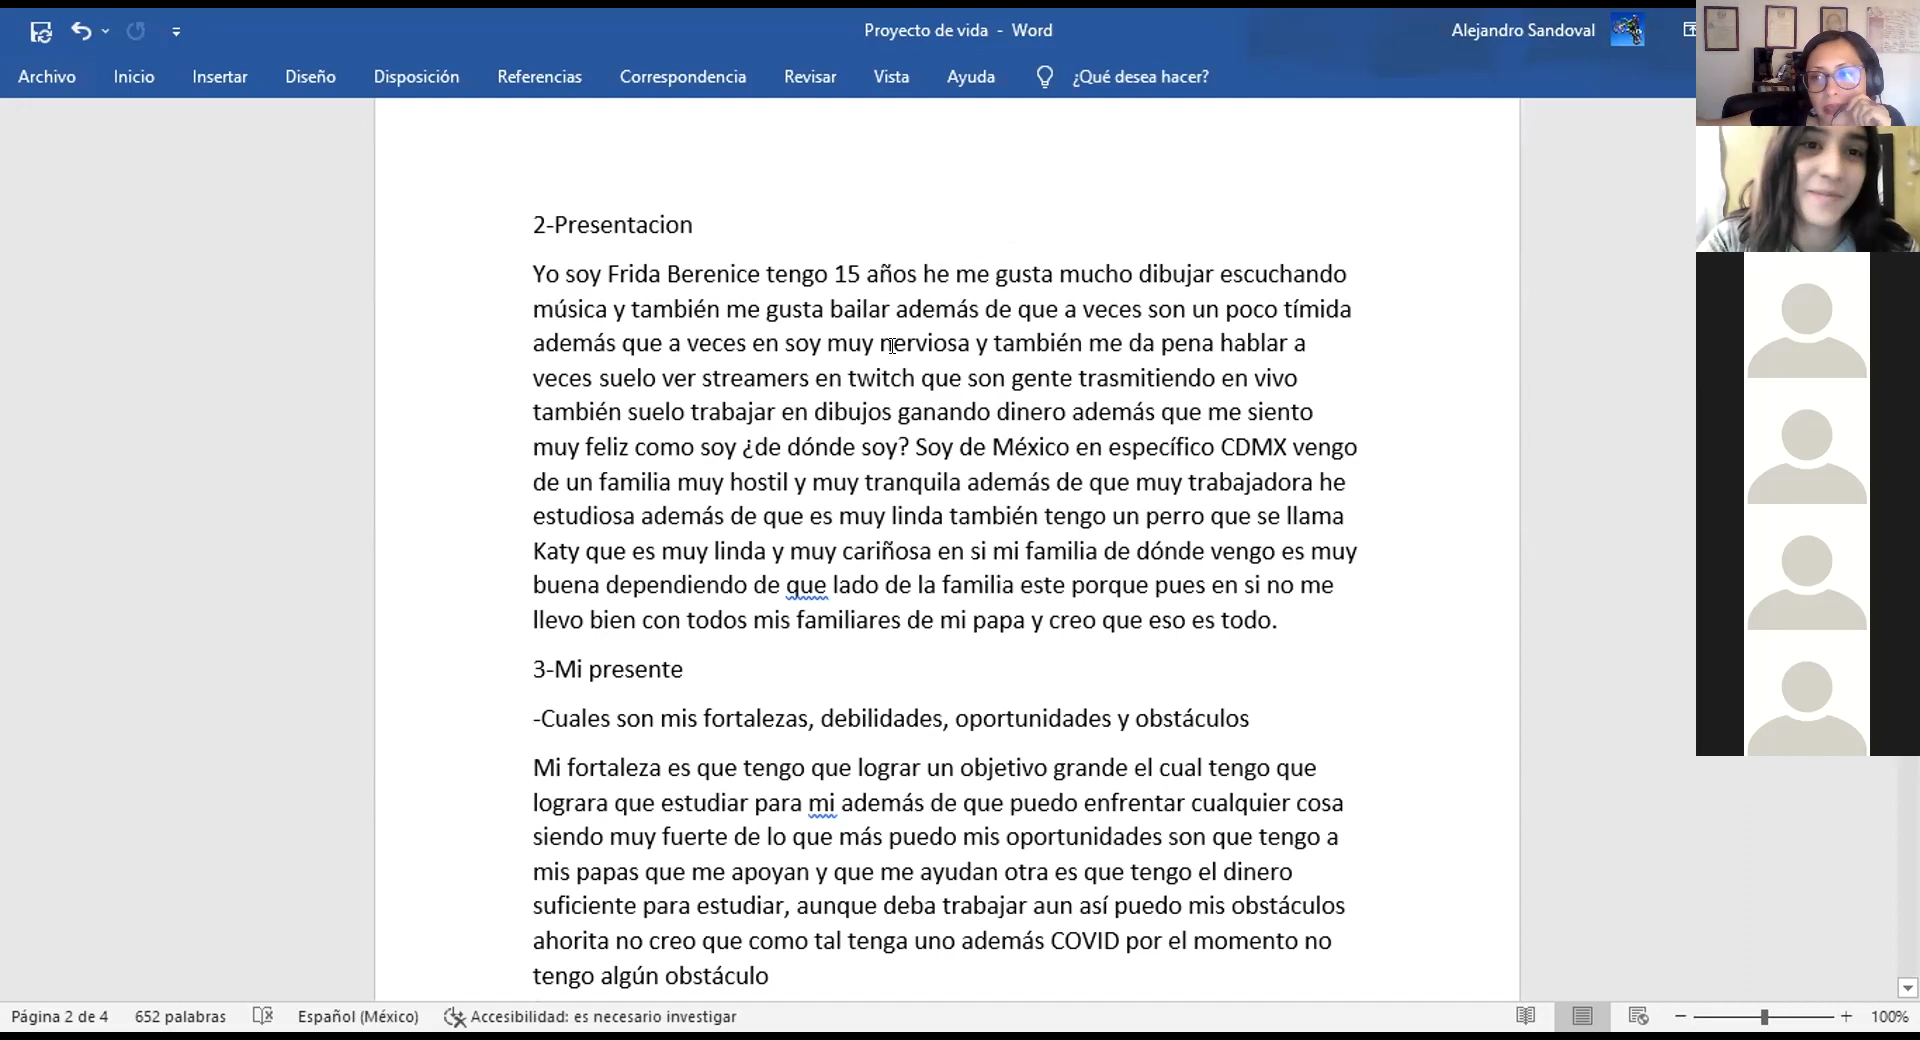 Proyecto de vida - Word
Alejandro Sandoval
Archivo Inicio Insertar Diseño Disposición Referencias Correspondencia Revisar Vista Ayuda ¿Qué desea hacer?
2-Presentacion
Yo soy Frida Berenice tengo 15 años he me gusta mucho dibujar escuchando
música y también me gusta bailar además de que a veces son un poco tímida
además que a veces en soy muy nerviosa y también me da pena hablar a
veces suelo ver streamers en twitch que son gente trasmitiendo en vivo
también suelo trabajar en dibujos ganando dinero además que me siento
muy feliz como soy ¿de dónde soy? Soy de México en específico CDMX vengo
de un familia muy hostil y muy tranquila además de que muy trabajadora he
estudiosa además de que es muy linda también tengo un perro que se llama
Katy que es muy linda y muy cariñosa en si mi familia de dónde vengo es muy
buena dependiendo de que lado de la familia este porque pues en si no me
llevo bien con todos mis familiares de mi papa y creo que eso es todo.
3-Mi presente
-Cuales son mis fortalezas, debilidades, oportunidades y obstáculos
Mi fortaleza es que tengo que lograr un objetivo grande el cual tengo que
lograra que estudiar para mi además de que puedo enfrentar cualquier cosa
siendo muy fuerte de lo que más puedo mis oportunidades son que tengo a
mis papas que me apoyan y que me ayudan otra es que tengo el dinero
suficiente para estudiar, aunque deba trabajar aun así puedo mis obstáculos
ahorita no creo que como tal tenga uno además COVID por el momento no
tengo algún obstáculo
Página 2 de 4 652 palabras Español (México) Accesibilidad: es necesario investigar 100%